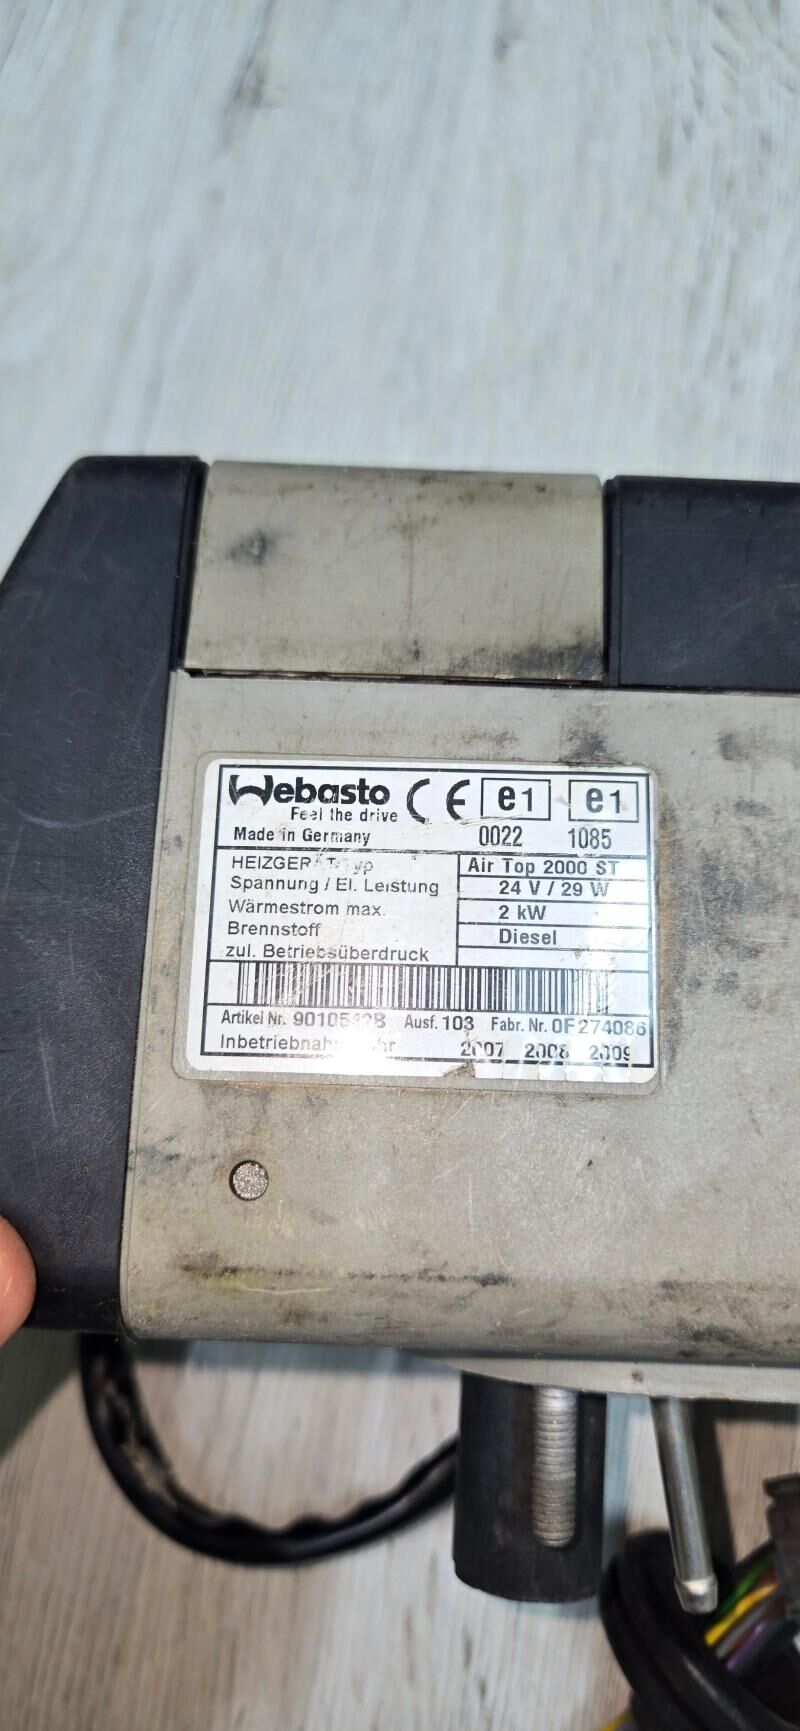 Webasto CE e1 e1
Feel the drive
Made in Germany 0022 1085
Air Top 2000 ST
Spannung / El. Leistung 24 V / 29 W
Wärmestrom max. 2 kW
Brennstoff Diesel
zul. Betriebsüberdruck
Artikel Nr. Ausf. 103 Fabr. Nr. 0F274086
2007 2008 2009